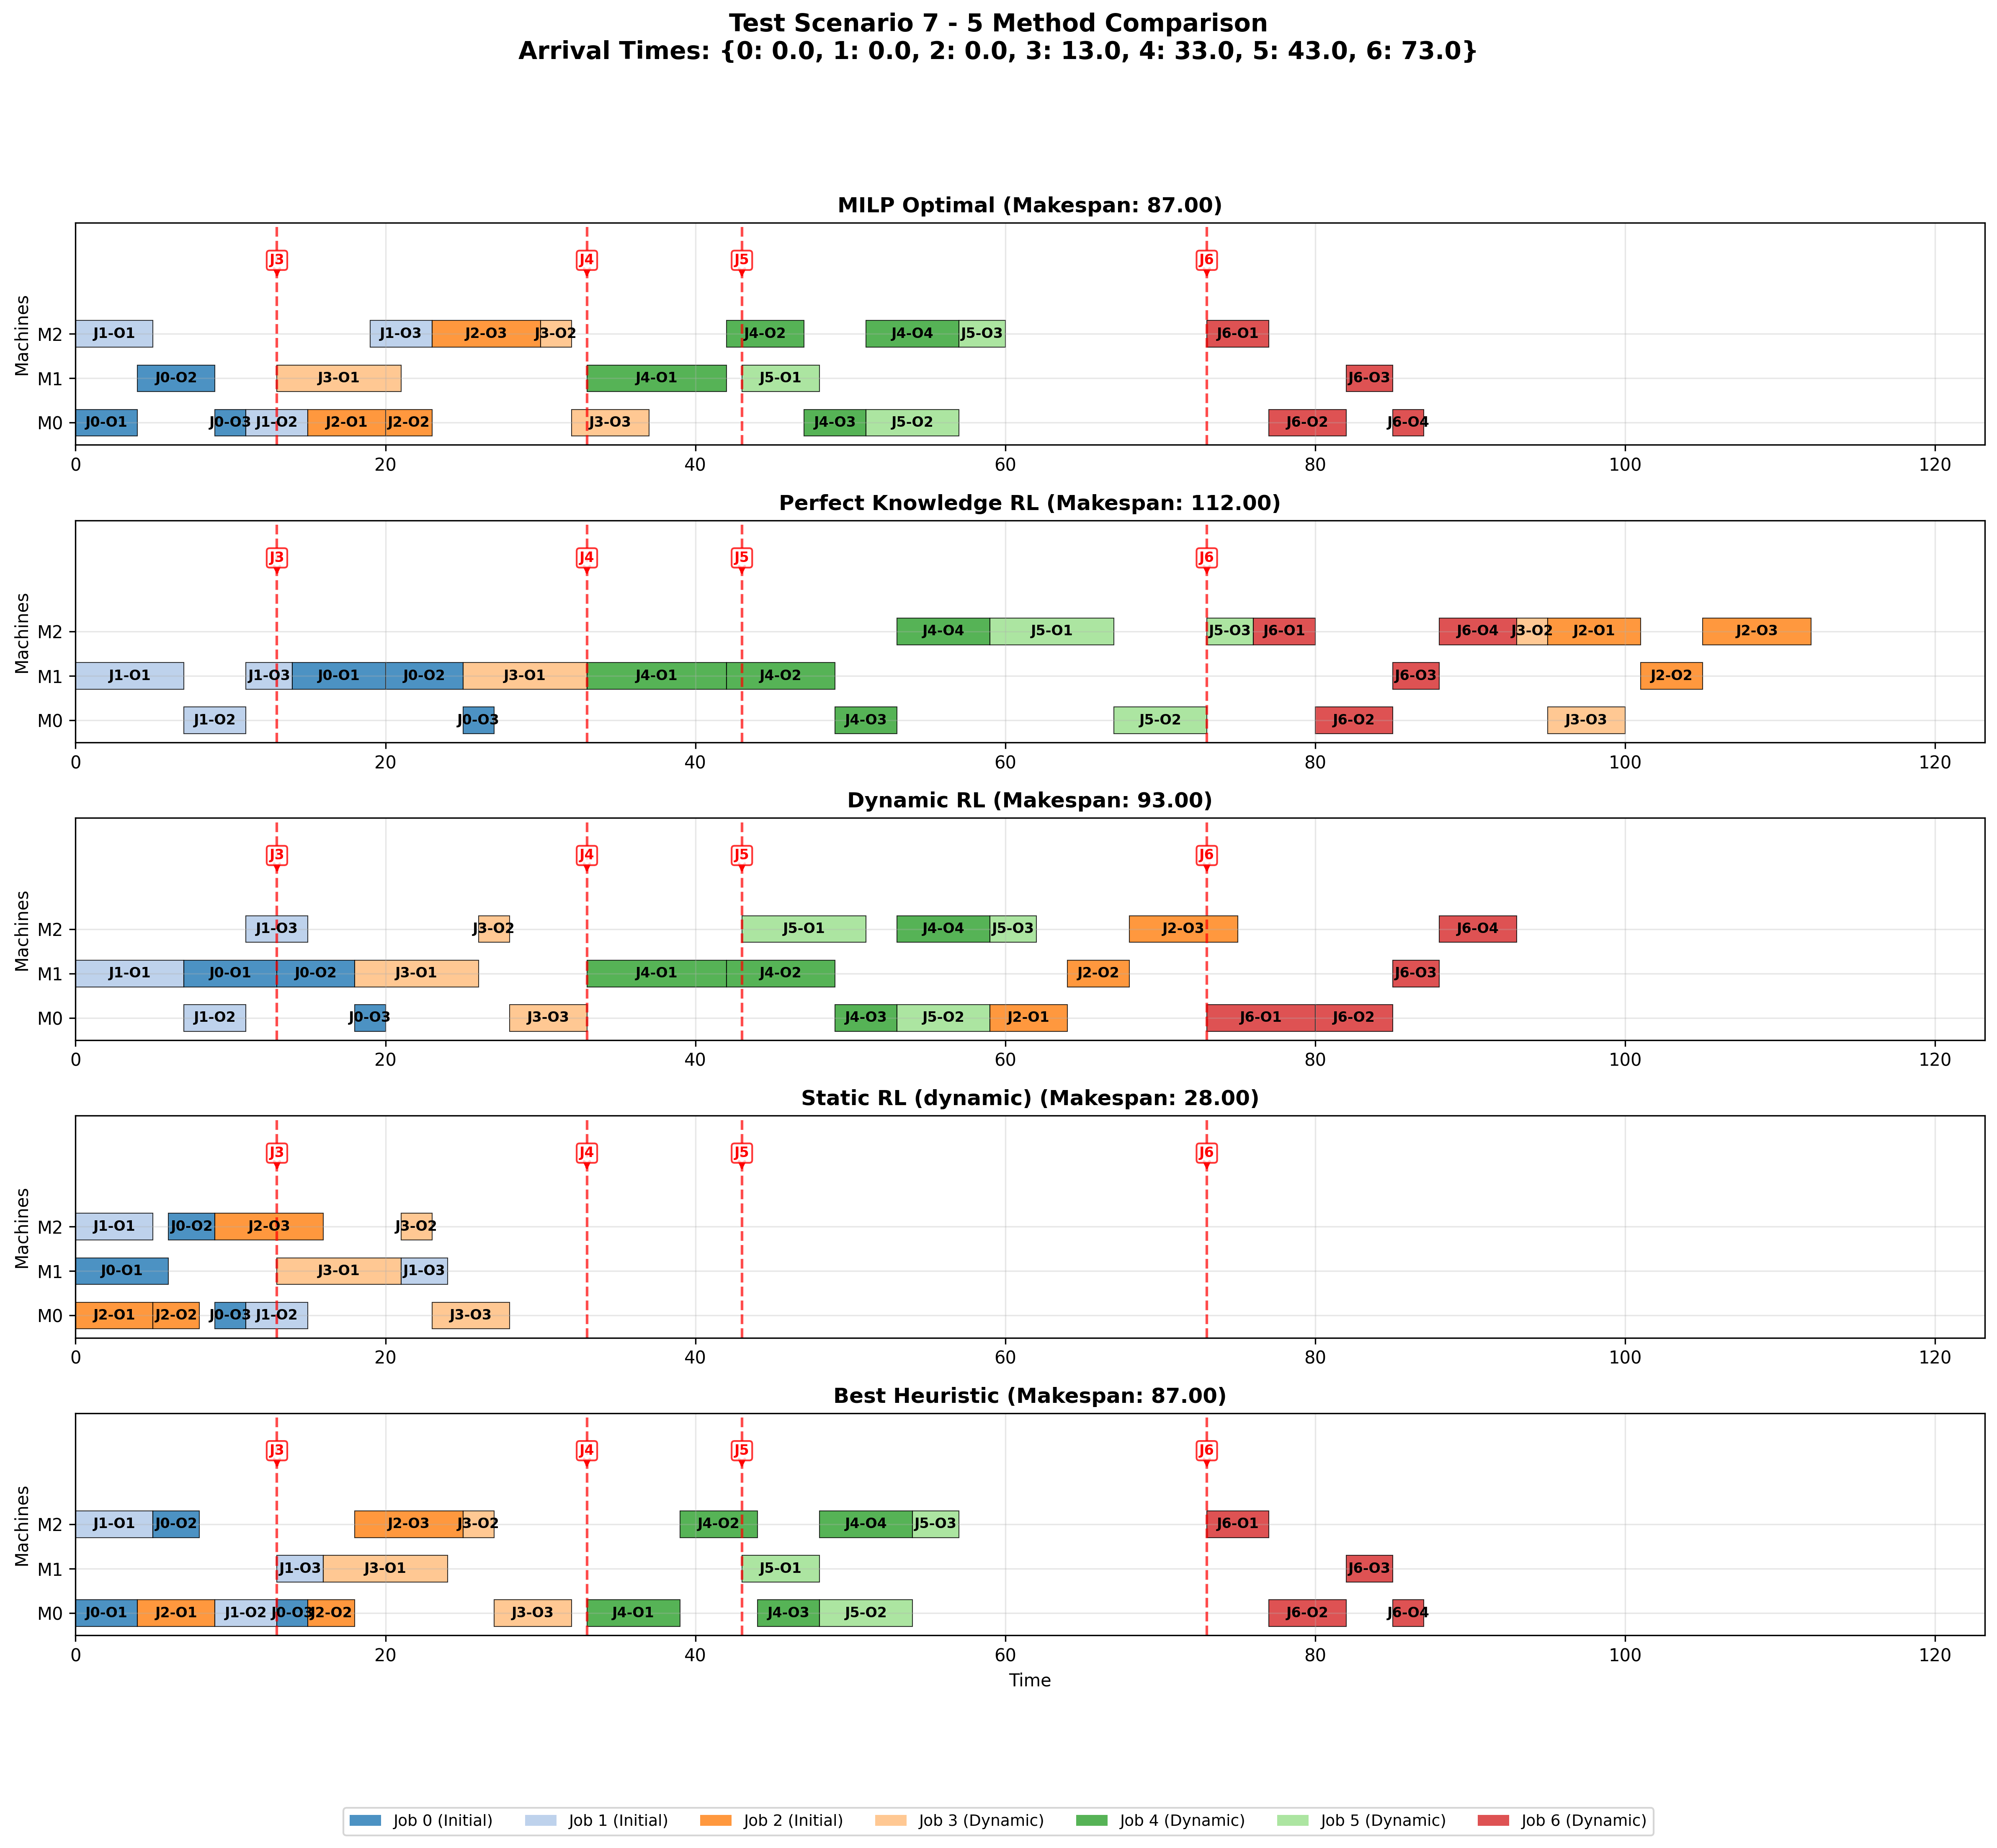 Test Scenario 7 - 5 Method Comparison
Arrival Times: {0: 0.0, 1: 0.0, 2: 0.0, 3: 13.0, 4: 33.0, 5: 43.0, 6: 73.0}
MILP Optimal (Makespan: 87.00)
J3 J4 J5 J6
Machines
M2 J1-O1 J1-O3 J2-O3 J3-O2 J4-O2 J4-O4 J5-O3 J6-O1
M1 J0-O2 J3-O1 J4-O1 J5-O1 J6-O3
M0 J0-O1 J0-O3 J1-O2 J2-O1 J2-O2 J3-O3 J4-O3 J5-O2 J6-O2 J6-O4
0 20 40 60 80 100 120
Perfect Knowledge RL (Makespan: 112.00)
J3 J4 J5 J6
Machines
M2 J4-O4 J5-O1 J5-O3 J6-O1 J6-O4 J3-O2 J2-O1 J2-O3
M1 J1-O1 J1-O3 J0-O1 J0-O2 J3-O1 J4-O1 J4-O2 J6-O3 J2-O2
M0 J1-O2 J0-O3 J4-O3 J5-O2 J6-O2 J3-O3
0 20 40 60 80 100 120
Dynamic RL (Makespan: 93.00)
J3 J4 J5 J6
Machines
M2 J1-O3 J3-O2 J5-O1 J4-O4 J5-O3 J2-O3 J6-O4
M1 J1-O1 J0-O1 J0-O2 J3-O1 J4-O1 J4-O2 J2-O2 J6-O3
M0 J1-O2 J0-O3 J3-O3 J4-O3 J5-O2 J2-O1 J6-O1 J6-O2
0 20 40 60 80 100 120
Static RL (dynamic) (Makespan: 28.00)
J3 J4 J5 J6
Machines
M2 J1-O1 J0-O2 J2-O3 J3-O2
M1 J0-O1 J3-O1 J1-O3
M0 J2-O1 J2-O2 J0-O3 J1-O2 J3-O3
0 20 40 60 80 100 120
Best Heuristic (Makespan: 87.00)
J3 J4 J5 J6
Machines
M2 J1-O1 J0-O2 J2-O3 J3-O2 J4-O2 J4-O4 J5-O3 J6-O1
M1 J1-O3 J3-O1 J5-O1 J6-O3
M0 J0-O1 J2-O1 J1-O2 J0-O3 J2-O2 J3-O3 J4-O1 J4-O3 J5-O2 J6-O2 J6-O4
0 20 40 60 80 100 120
Time
Job 0 (Initial) Job 1 (Initial) Job 2 (Initial) Job 3 (Dynamic) Job 4 (Dynamic) Job 5 (Dynamic) Job 6 (Dynamic)